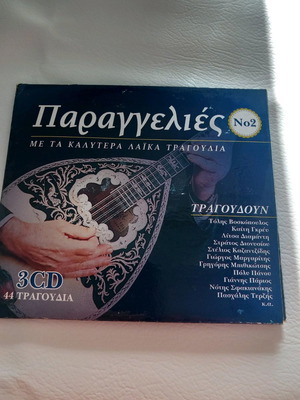 Παραγγελιές
Νο2
ΜΕ ΤΑ ΚΑΛΥΤΕΡΑ ΛΑΪΚΑ ΤΡΑΓΟΥΔΙΑ
ΤΡΑΓΟΥΔΟΥΝ
Τόλης Βοσκόπουλος
Καίτη Γκρέυ
Λίτσα Διαμάντη
Στράτος Διονυσίου
Στέλιος Καζαντζίδης
Γιώργος Μαργαρίτης
Γρηγόρης Μπιθικώτσης
Πόλυ Πάνου
Γιάννης Πάριος
Νότης Σφακιανάκης
Πασχάλης Τερζής
κ.α.
3CD
44 ΤΡΑΓΟΥΔΙΑ